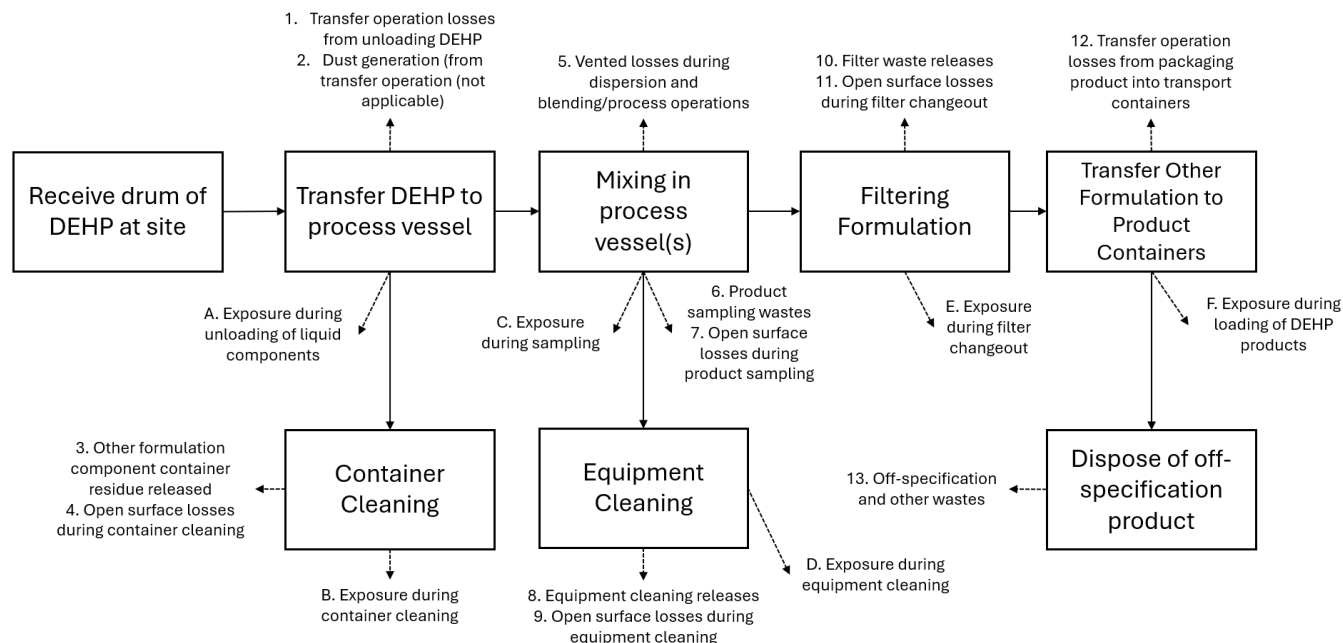 1. Transfer operation losses
from unloading DEHP
2. Dust generation (from
transfer operation (not
applicable)
5. Vented losses during
dispersion and
blending/process operations
10. Filter waste releases
11. Open surface losses
during filter changeout
12. Transfer operation
losses from packaging
product into transport
containers
Receive drum of
DEHP at site
Transfer DEHP to
process vessel
Mixing in
process
vessel(s)
Filtering
Formulation
Transfer Other
Formulation to
Product
Containers
A. Exposure during
unloading of liquid
components
C. Exposure
during sampling
6. Product
sampling wastes
7. Open surface
losses during
product sampling
E. Exposure
during filter
changeout
F. Exposure during
loading of DEHP
products
3. Other formulation
component container
residue released
4. Open surface losses
during container cleaning
Container
Cleaning
Equipment
Cleaning
13. Off-specification
and other wastes
Dispose of off-
specification
product
B. Exposure during
container cleaning
8. Equipment cleaning releases
9. Open surface losses during
equipment cleaning
D. Exposure during
equipment cleaning